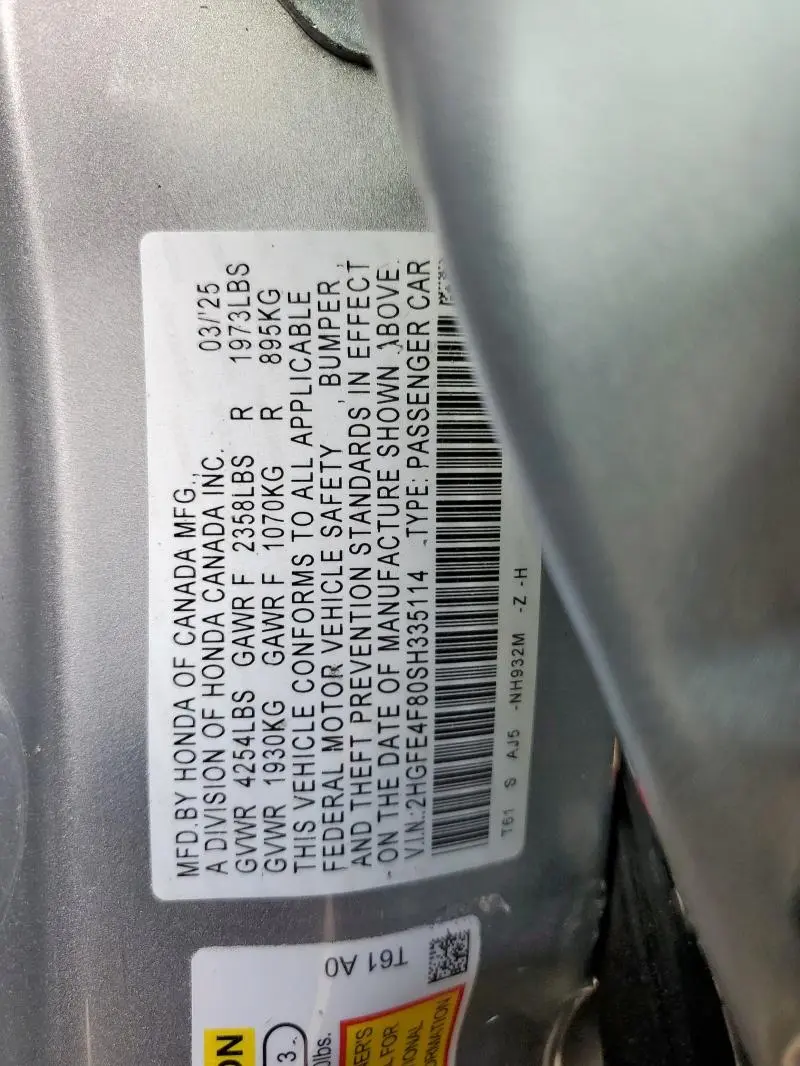 MFD.BY HONDA OF CANADA MFG.,
A DIVISION OF HONDA CANADA INC. 03/'25
GVWR 4254LBS GAWR F 2358LBS R 1973LBS
GVWR 1930KG GAWR F 1070KG R 895KG
THIS VEHICLE CONFORMS TO ALL APPLICABLE
FEDERAL MOTOR VEHICLE SAFETY, BUMPER,
AND THEFT PREVENTION STANDARDS IN EFFECT
ON THE DATE OF MANUFACTURE SHOWN ABOVE.
V.I.N.:2HGFE4F80SH335114 TYPE: PASSENGER CAR
T61 S AJ5 -NH932M -Z -H
T61 A0
3
lbs.